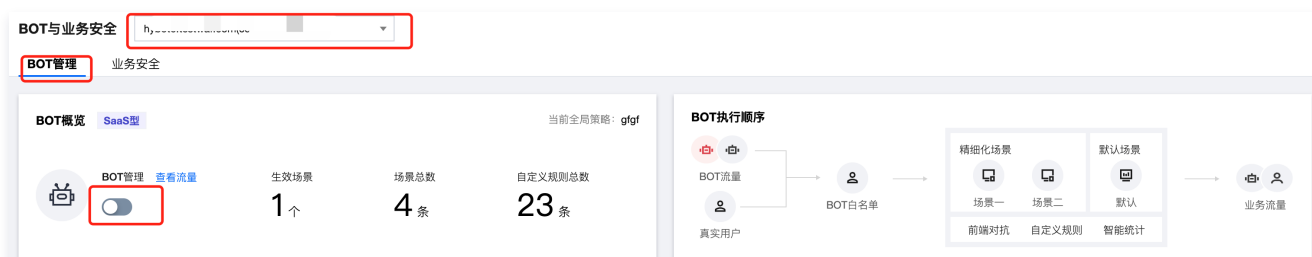 BOT与业务安全
BOT管理 业务安全
BOT概览 SaaS型 当前全局策略: gfgf
BOT管理 查看流量
生效场景
1 个
场景总数
4 条
自定义规则总数
23 条
BOT执行顺序
BOT流量
真实用户
BOT白名单
精细化场景
场景一 场景二
默认场景
默认
前端对抗 自定义规则 智能统计
业务流量